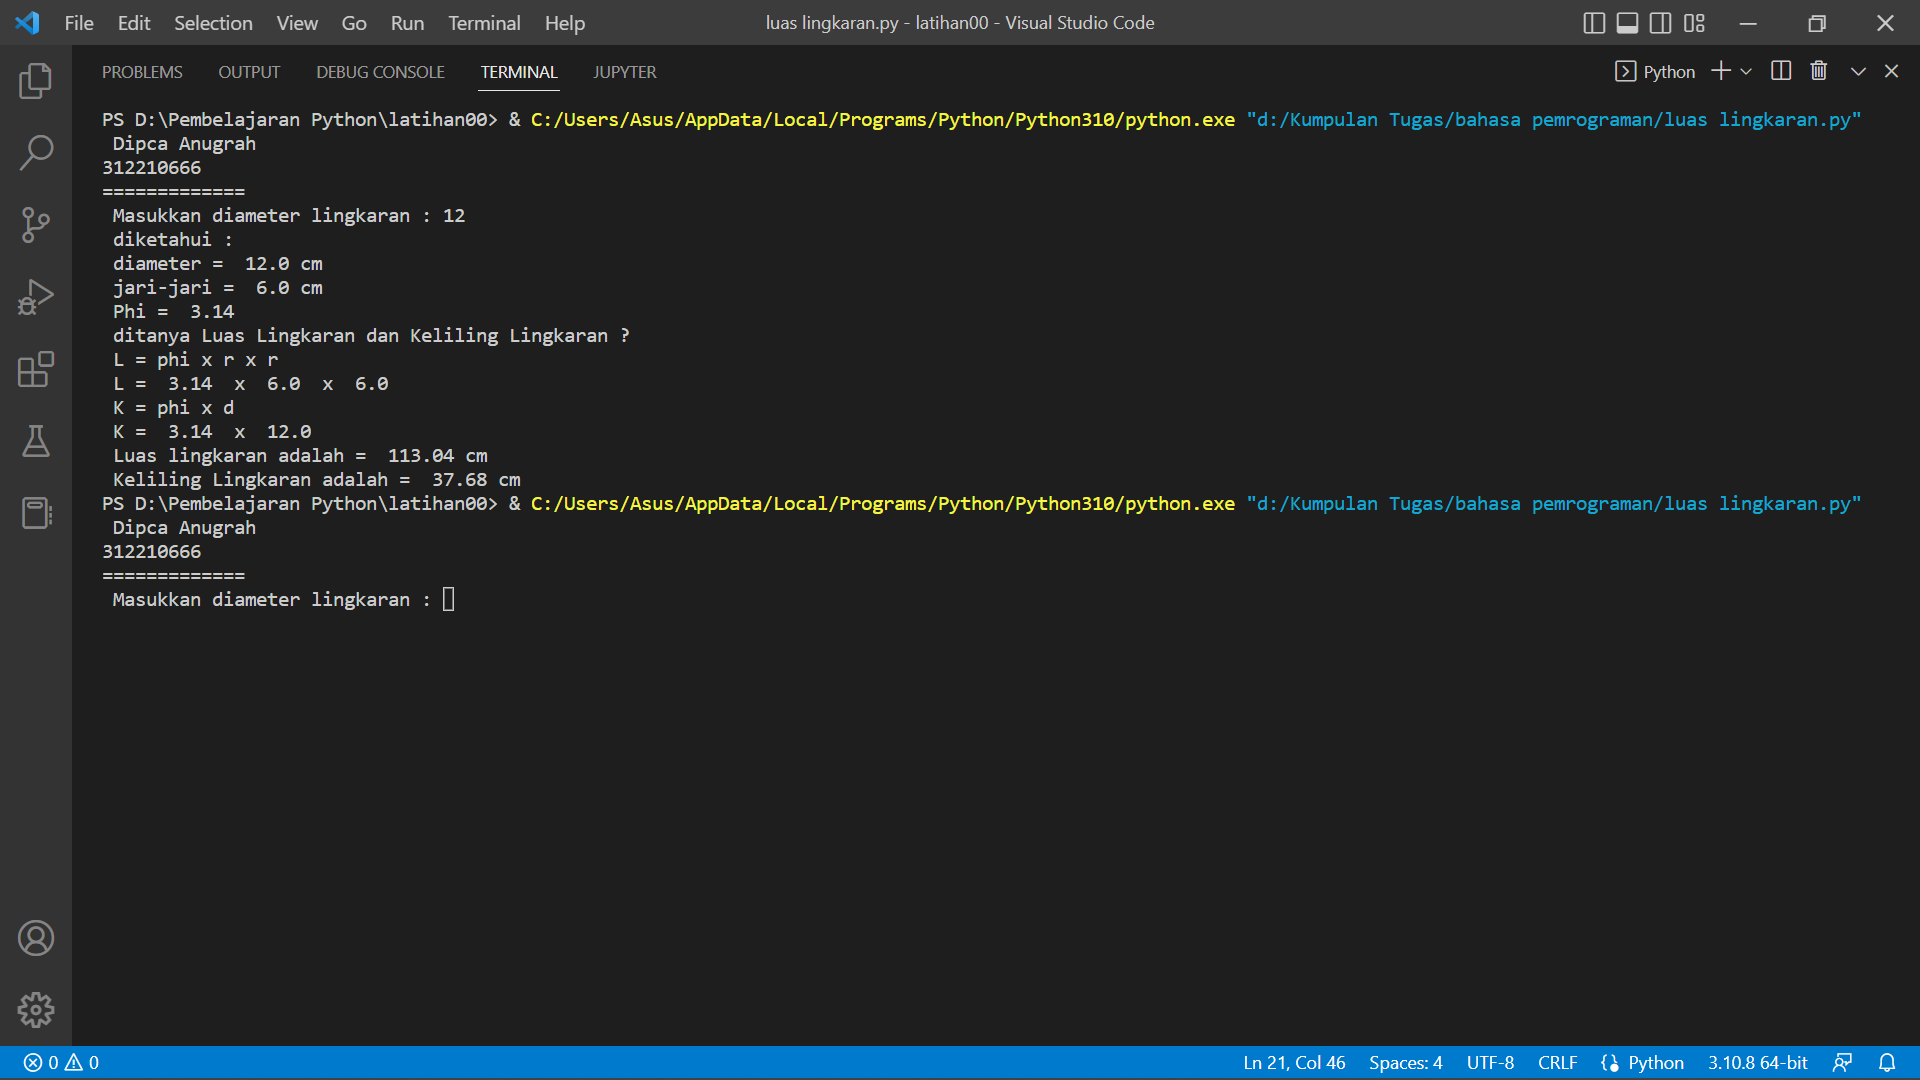 File Edit Selection View Go Run Terminal Help luas lingkaran.py - latihan00 - Visual Studio Code
PROBLEMS OUTPUT DEBUG CONSOLE TERMINAL JUPYTER Python
PS D:\Pembelajaran Python\latihan00> & C:/Users/Asus/AppData/Local/Programs/Python/Python310/python.exe "d:/Kumpulan Tugas/bahasa pemrograman/luas lingkaran.py"
Dipca Anugrah
312210666
=============
Masukkan diameter lingkaran : 12
diketahui :
diameter =  12.0 cm
jari-jari =  6.0 cm
Phi =  3.14
ditanya Luas Lingkaran dan Keliling Lingkaran ?
L = phi x r x r
L =  3.14  x  6.0  x  6.0
K = phi x d
K =  3.14  x  12.0
Luas lingkaran adalah =  113.04 cm
Keliling Lingkaran adalah =  37.68 cm
PS D:\Pembelajaran Python\latihan00> & C:/Users/Asus/AppData/Local/Programs/Python/Python310/python.exe "d:/Kumpulan Tugas/bahasa pemrograman/luas lingkaran.py"
Dipca Anugrah
312210666
=============
Masukkan diameter lingkaran :
0 0 Ln 21, Col 46 Spaces: 4 UTF-8 CRLF Python 3.10.8 64-bit